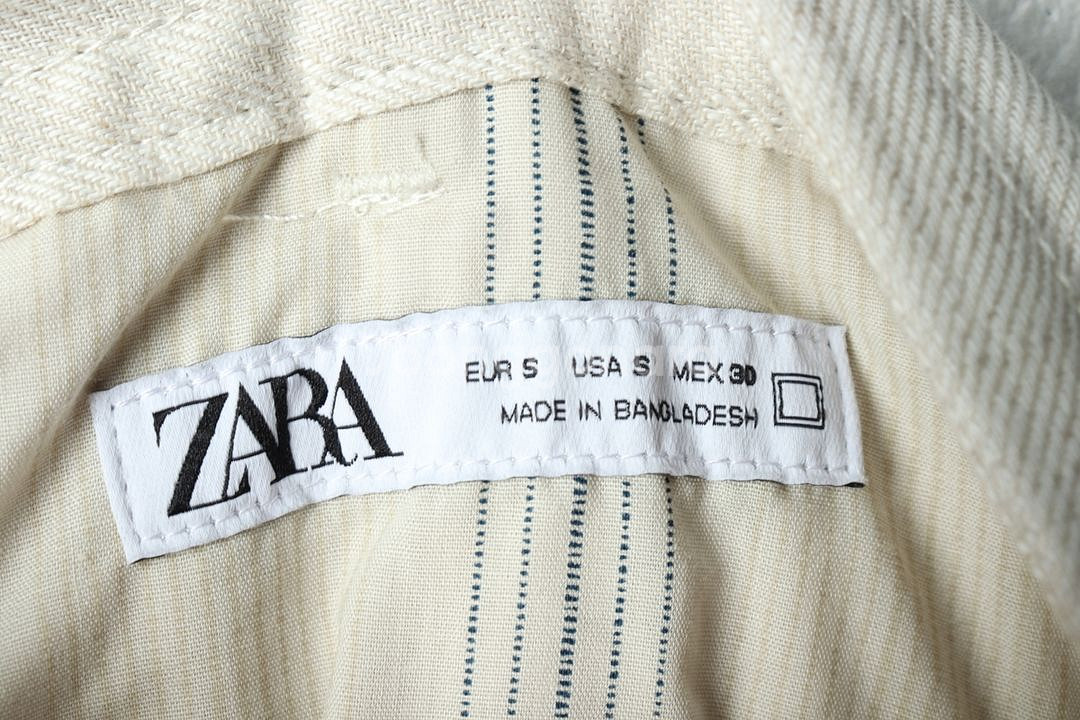 ZARA
EUR S USA S MEX 30
MADE IN BANGLADESH